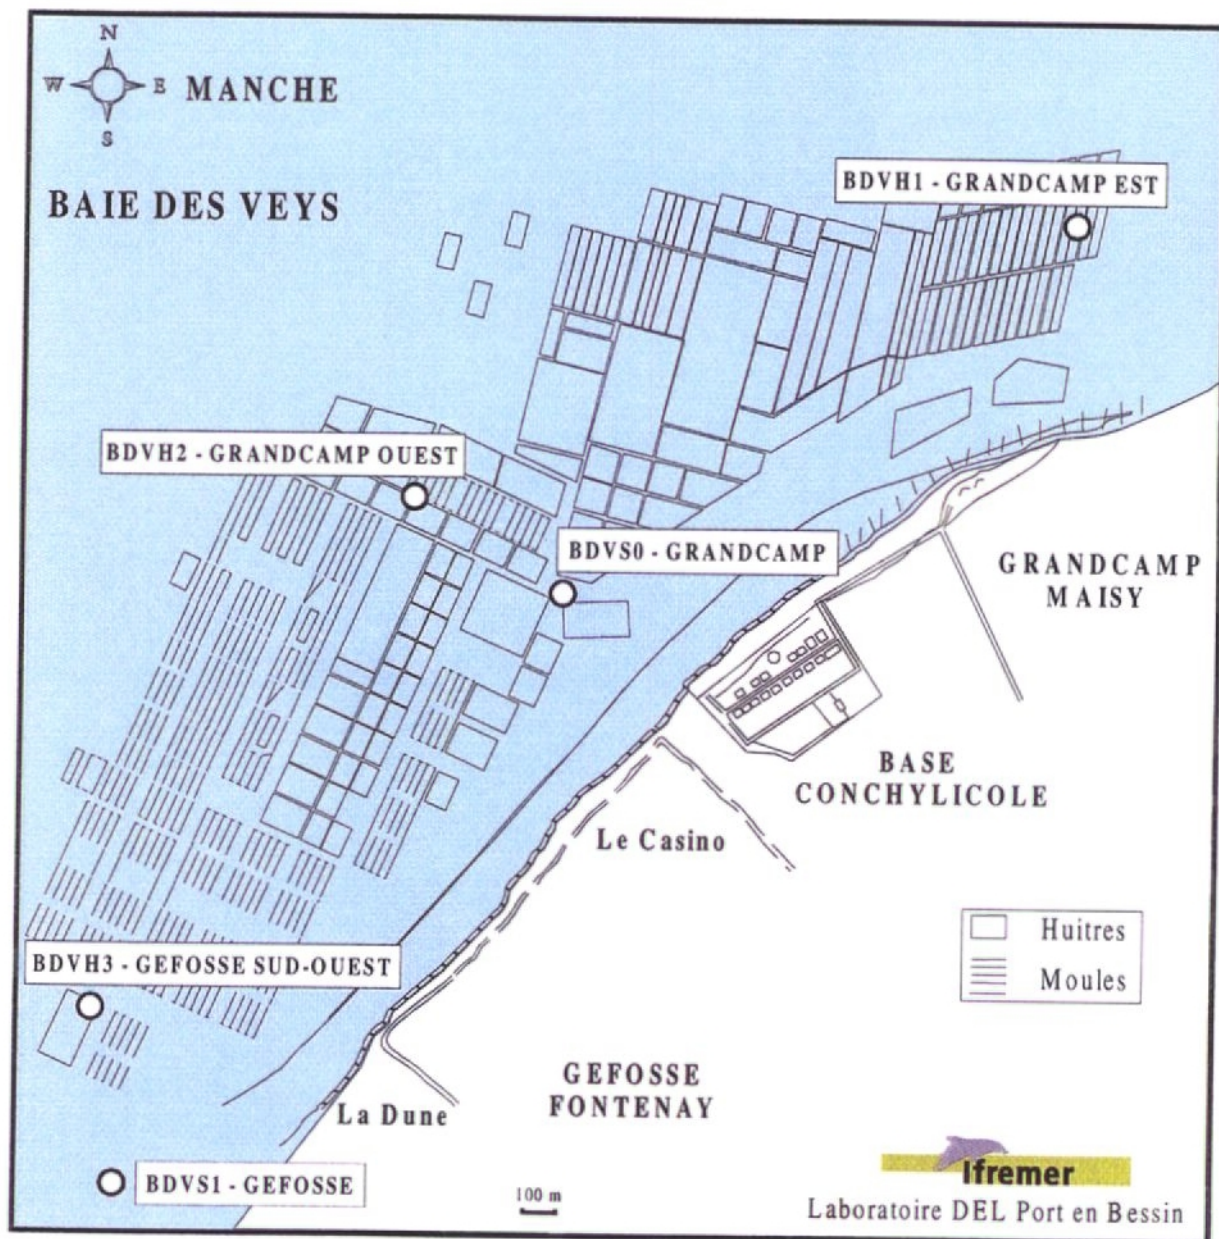 N
W E
S
MANCHE
BAIE DES VEYS
BDVH1 - GRANDCAMP EST
BDVH2 - GRANDCAMP OUEST
BDVS0 - GRANDCAMP
GRANDCAMP
MAISY
BASE
CONCHYLICOLE
Le Casino
Huitres
Moules
BDVH3 - GEFOSSE SUD-OUEST
GEFOSSE
FONTENAY
La Dune
BDVS1 - GEFOSSE
100 m
Ifremer
Laboratoire DEL Port en Bessin